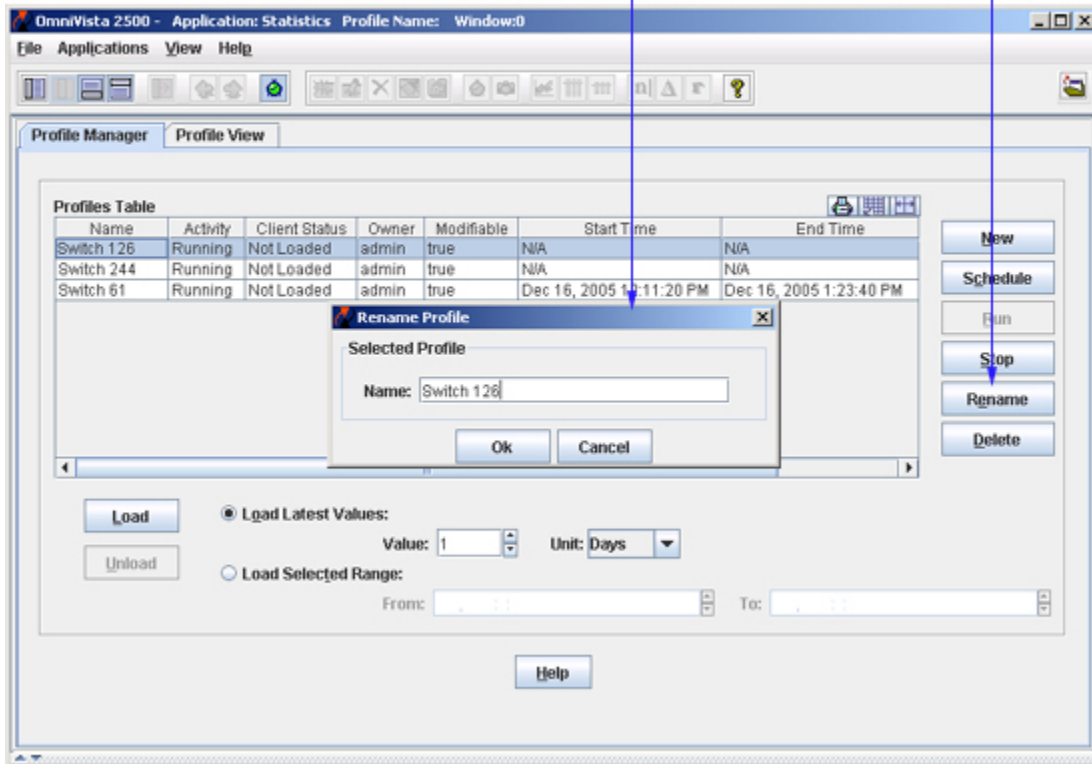 OmniVista 2500 - Application: Statistics Profile Name: Window:0
File Applications View Help
Profile Manager Profile View
Profiles Table
Name Activity Client Status Owner Modifiable Start Time End Time
Switch 126 Running Not Loaded admin true N/A N/A
Switch 244 Running Not Loaded admin true N/A N/A
Switch 61 Running Not Loaded admin true Dec 16, 2005 12:11:20 PM Dec 16, 2005 1:23:40 PM
New
Schedule
Run
Stop
Rename
Delete
Rename Profile
Selected Profile
Name: Switch 126
Ok Cancel
Load
Unload
Load Latest Values:
Value: 1 Unit: Days
Load Selected Range:
From: , : : To: , : :
Help